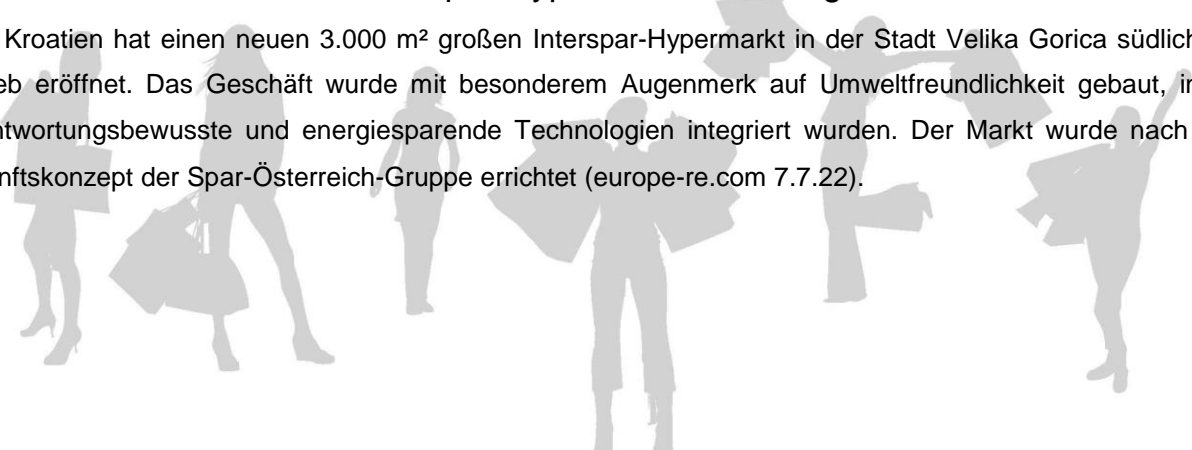 Kroatien hat einen neuen 3.000 m² großen Interspar-Hypermarkt in der Stadt Velika Gorica südlich
eb eröffnet. Das Geschäft wurde mit besonderem Augenmerk auf Umweltfreundlichkeit gebaut, in
ntwortungsbewusste und energiesparende Technologien integriert wurden. Der Markt wurde nach
nftskonzept der Spar-Österreich-Gruppe errichtet (europe-re.com 7.7.22).